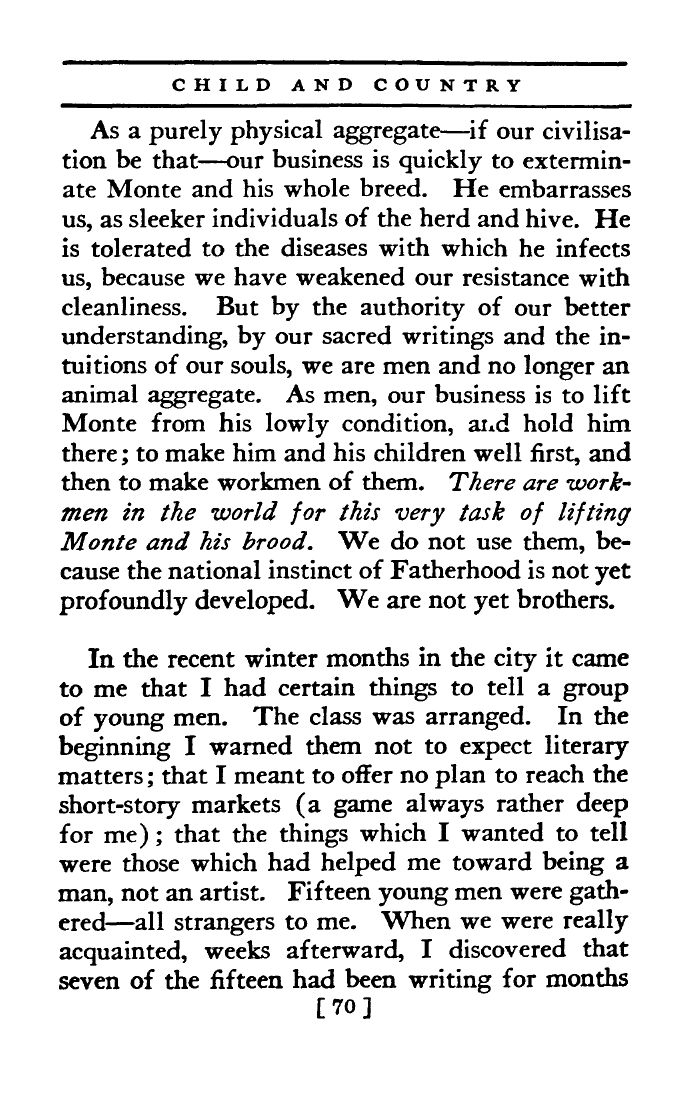 CHILD AND COUNTRY
As a purely physical aggregate—if our civilisa-
tion be that—our business is quickly to extermin-
ate Monte and his whole breed. He embarrasses
us, as sleeker individuals of the herd and hive. He
is tolerated to the diseases with which he infects
us, because we have weakened our resistance with
cleanliness. But by the authority of our better
understanding, by our sacred writings and the in-
tuitions of our souls, we are men and no longer an
animal aggregate. As men, our business is to lift
Monte from his lowly condition, and hold him
there; to make him and his children well first, and
then to make workmen of them. There are work-
men in the world for this very task of lifting
Monte and his brood. We do not use them, be-
cause the national instinct of Fatherhood is not yet
profoundly developed. We are not yet brothers.
In the recent winter months in the city it came
to me that I had certain things to tell a group
of young men. The class was arranged. In the
beginning I warned them not to expect literary
matters; that I meant to offer no plan to reach the
short-story markets (a game always rather deep
for me); that the things which I wanted to tell
were those which had helped me toward being a
man, not an artist. Fifteen young men were gath-
ered—all strangers to me. When we were really
acquainted, weeks afterward, I discovered that
seven of the fifteen had been writing for months
[ 70 ]